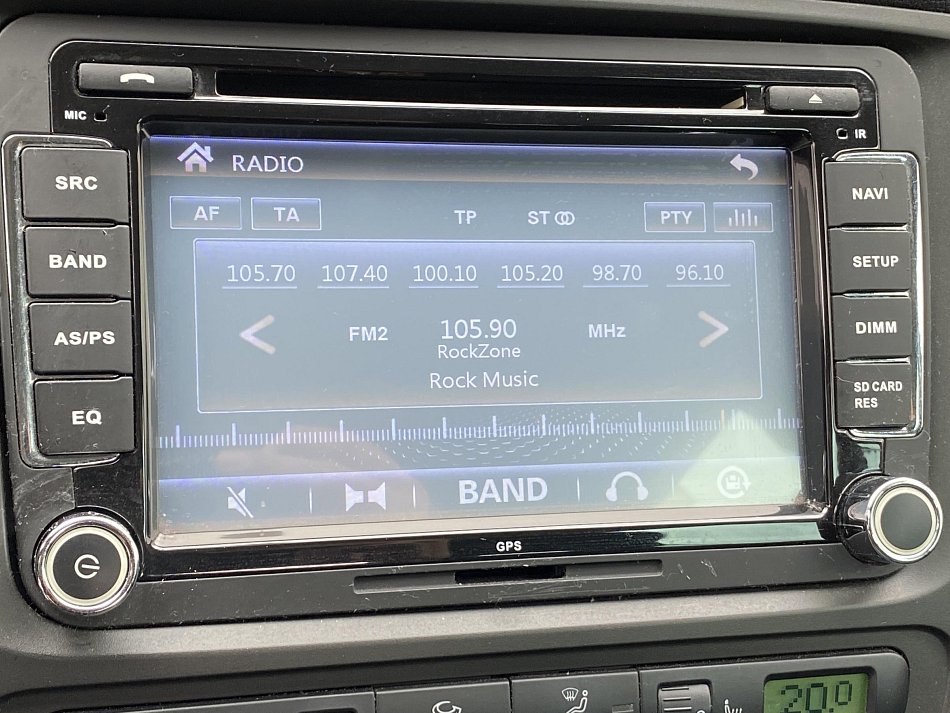 MIC
IR
SRC
BAND
AS/PS
EQ
RADIO
AF TA TP ST PTY
105.70 107.40 100.10 105.20 98.70 96.10
FM2 105.90 MHz
RockZone
Rock Music
BAND
NAVI
SETUP
DIMM
SD CARD
RES
GPS
20.0